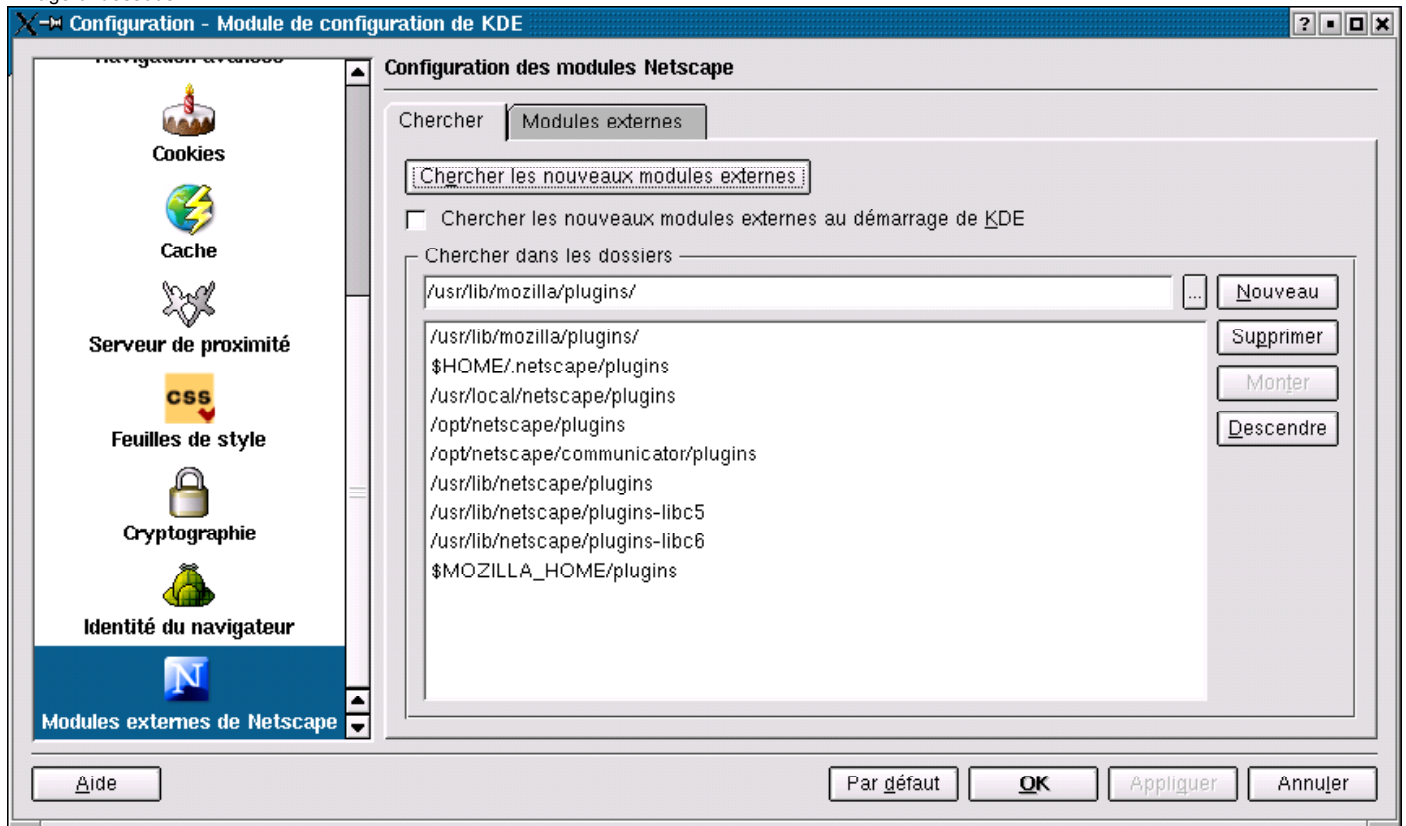 Configuration - Module de configuration de KDE
Navigation avancée
Cookies
Cache
Serveur de proximité
css
Feuilles de style
Cryptographie
Identité du navigateur
N
Modules externes de Netscape
Configuration des modules Netscape
Chercher
Modules externes
Chercher les nouveaux modules externes
Chercher les nouveaux modules externes au démarrage de KDE
Chercher dans les dossiers
/usr/lib/mozilla/plugins/
...
Nouveau
/usr/lib/mozilla/plugins/
$HOME/.netscape/plugins
/usr/local/netscape/plugins
/opt/netscape/plugins
/opt/netscape/communicator/plugins
/usr/lib/netscape/plugins
/usr/lib/netscape/plugins-libc5
/usr/lib/netscape/plugins-libc6
$MOZILLA_HOME/plugins
Supprimer
Monter
Descendre
Aide
Par défaut
OK
Appliquer
Annuler